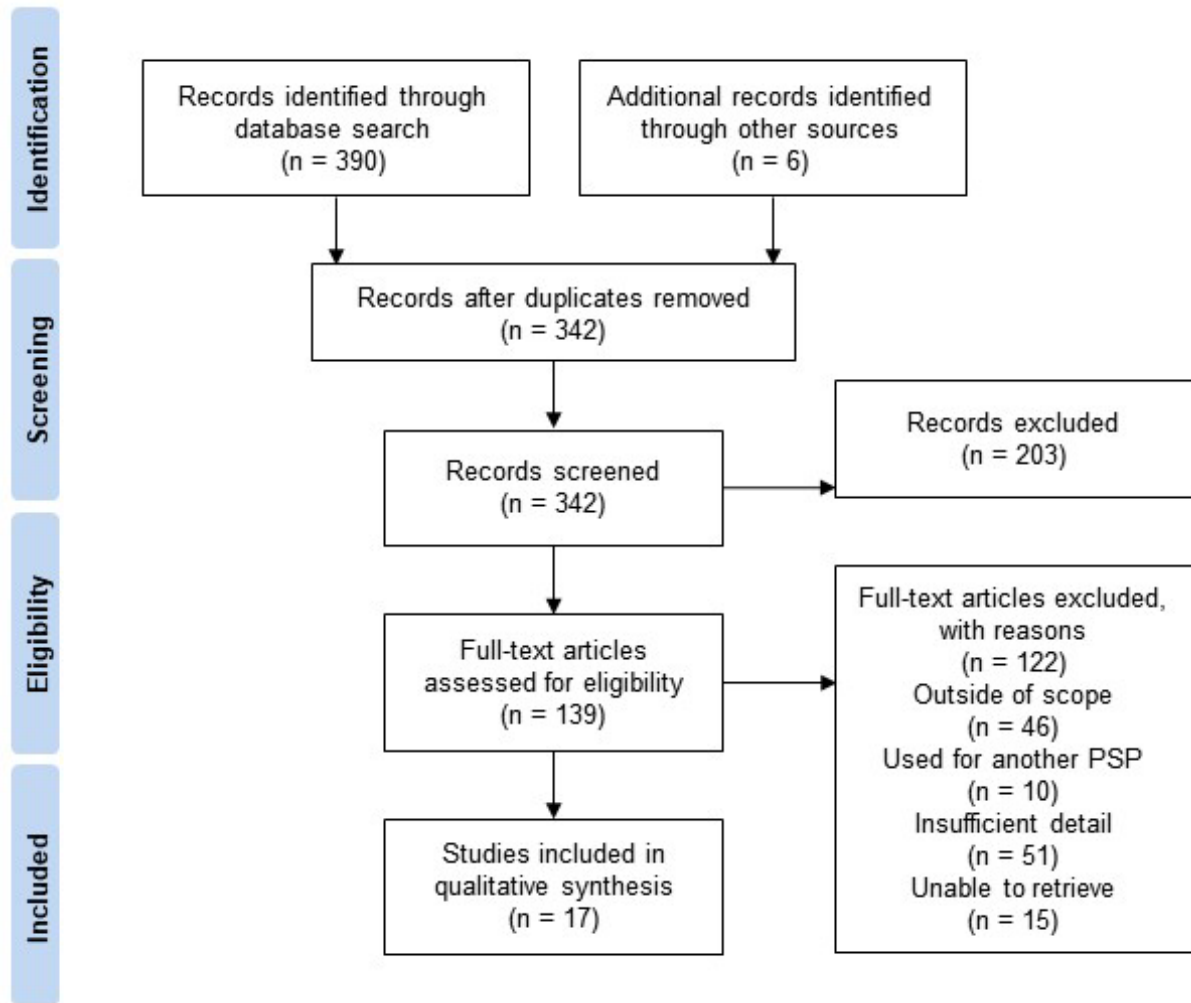 Identification
Records identified through
database search
(n = 390)
Additional records identified
through other sources
(n = 6)
Screening
Records after duplicates removed
(n = 342)
Records screened
(n = 342)
Records excluded
(n = 203)
Eligibility
Full-text articles
assessed for eligibility
(n = 139)
Full-text articles excluded,
with reasons
(n = 122)
Outside of scope
(n = 46)
Used for another PSP
(n = 10)
Insufficient detail
(n = 51)
Unable to retrieve
(n = 15)
Included
Studies included in
qualitative synthesis
(n = 17)